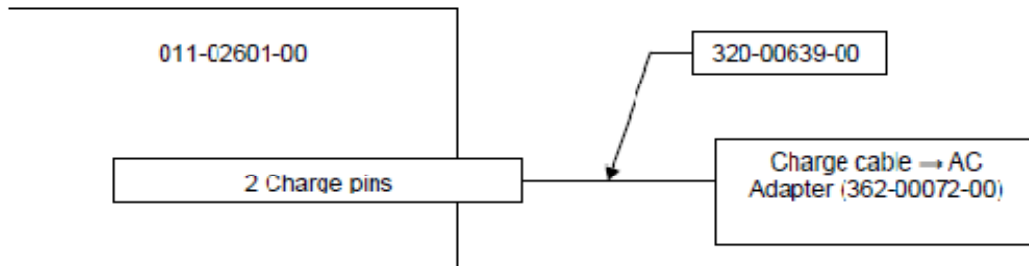 011-02601-00
320-00639-00
2 Charge pins
Charge cable → AC
Adapter (362-00072-00)